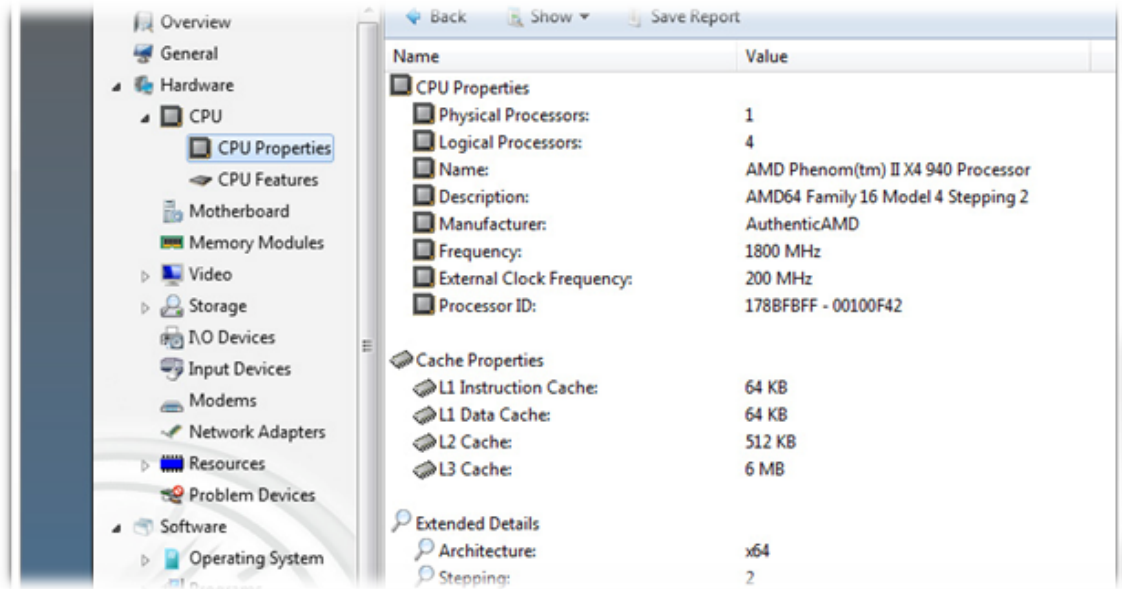 Overview
General
Hardware
CPU
CPU Properties
CPU Features
Motherboard
Memory Modules
Video
Storage
I\O Devices
Input Devices
Modems
Network Adapters
Resources
Problem Devices
Software
Operating System
Programs
Back Show Save Report
Name Value
CPU Properties
Physical Processors: 1
Logical Processors: 4
Name: AMD Phenom(tm) II X4 940 Processor
Description: AMD64 Family 16 Model 4 Stepping 2
Manufacturer: AuthenticAMD
Frequency: 1800 MHz
External Clock Frequency: 200 MHz
Processor ID: 178BFBFF - 00100F42
Cache Properties
L1 Instruction Cache: 64 KB
L1 Data Cache: 64 KB
L2 Cache: 512 KB
L3 Cache: 6 MB
Extended Details
Architecture: x64
Stepping: 2